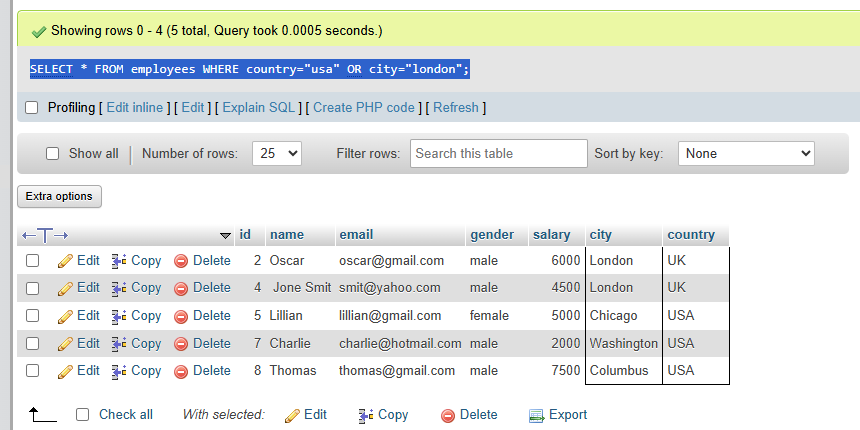 Showing rows 0 - 4 (5 total, Query took 0.0005 seconds.)
SELECT * FROM employees WHERE country="usa" OR city="london";
Profiling [ Edit inline ] [ Edit ] [ Explain SQL ] [ Create PHP code ] [ Refresh ]
Show all Number of rows: 25 Filter rows: Search this table Sort by key: None
Extra options
←T→ id name email gender salary city country
Edit Copy Delete 2 Oscar oscar@gmail.com male 6000 London UK
Edit Copy Delete 4 Jone Smit smit@yahoo.com male 4500 London UK
Edit Copy Delete 5 Lillian lillian@gmail.com female 5000 Chicago USA
Edit Copy Delete 7 Charlie charlie@hotmail.com male 2000 Washington USA
Edit Copy Delete 8 Thomas thomas@gmail.com male 7500 Columbus USA
Check all With selected: Edit Copy Delete Export